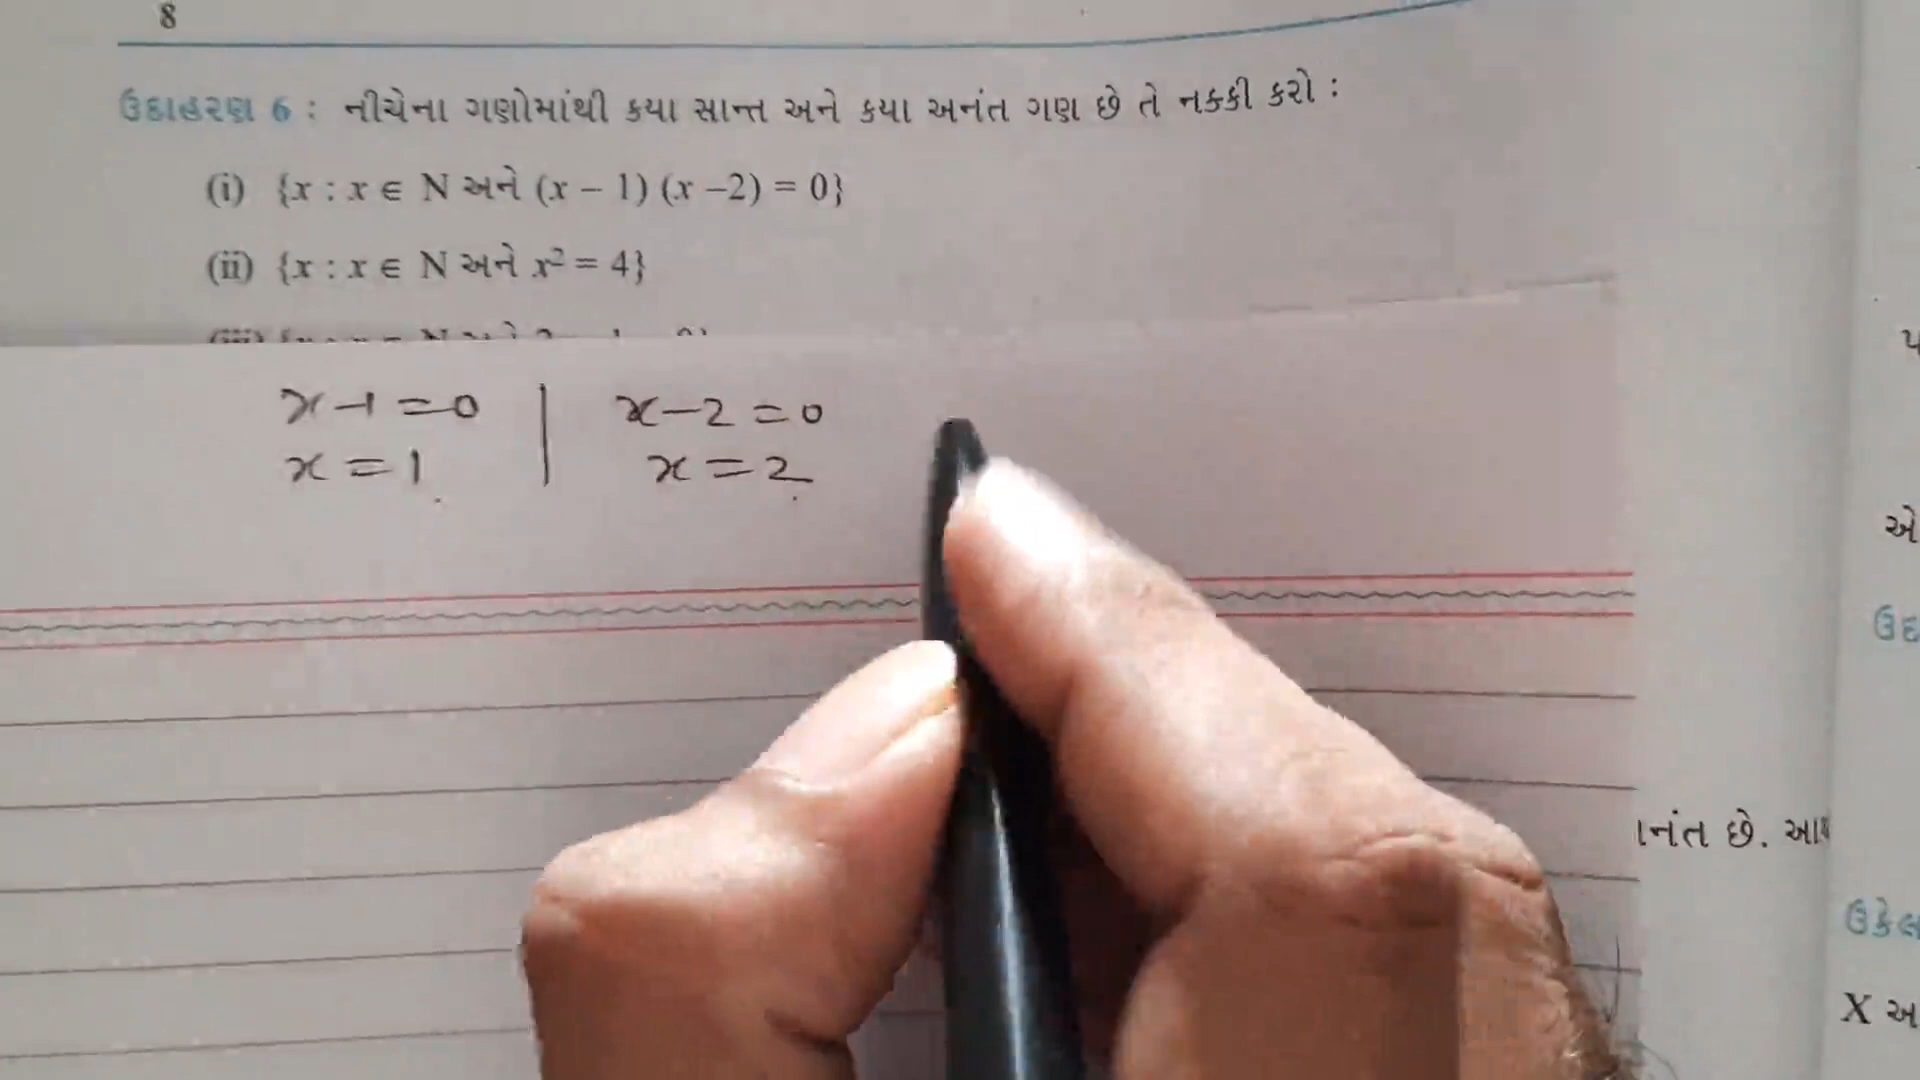 8
ઉદાહરણ 6 : નીચેના ગણોમાંથી કયા સાન્ત અને કયા અનંત ગણ છે તે નક્કી કરો :
(i) {x : x ∈ N અને (x – 1) (x –2) = 0}
(ii) {x : x ∈ N અને x² = 4}
x-1=0 | x-2=0
x=1 | x=2
એ
નંત છે.
X અ